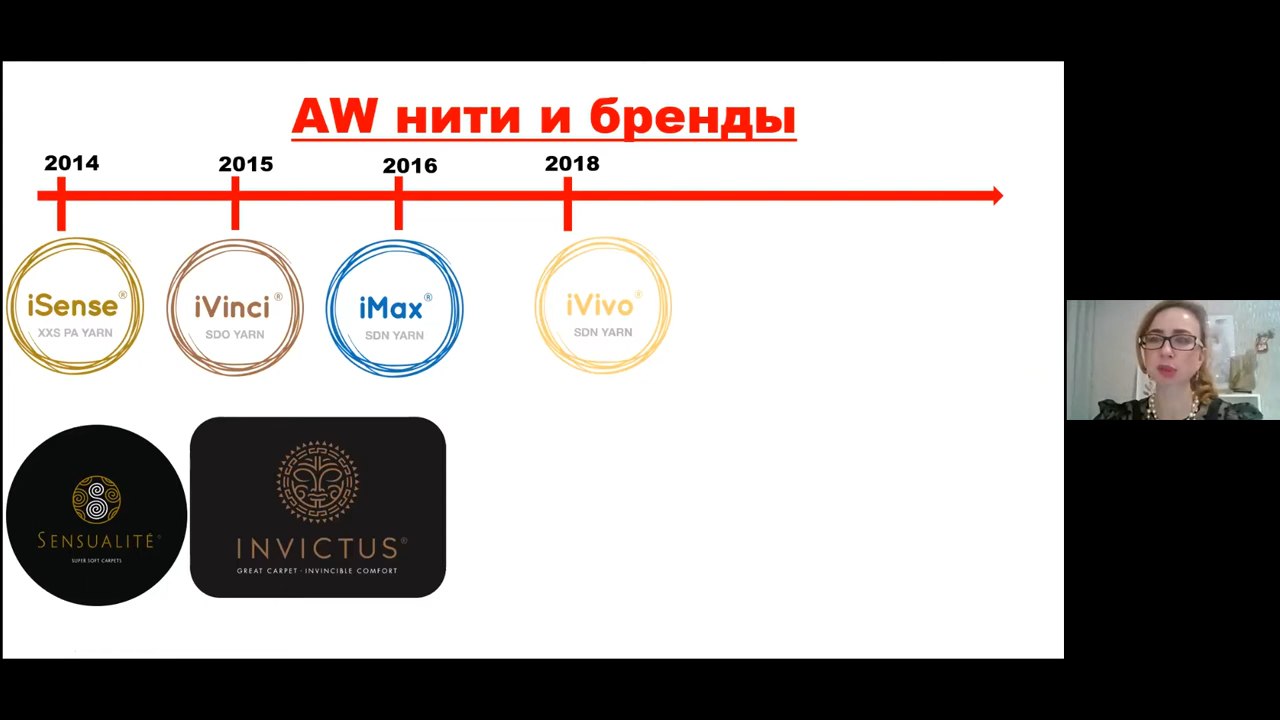 AW нити и бренды
2014 2015 2016 2018
iSense®
XXS PA YARN
iVinci®
SDO YARN
iMax®
SDN YARN
iVivo®
SDN YARN
SENSUALITÉ®
SUPER SOFT CARPETS
INVICTUS®
GREAT CARPET · INVINCIBLE COMFORT